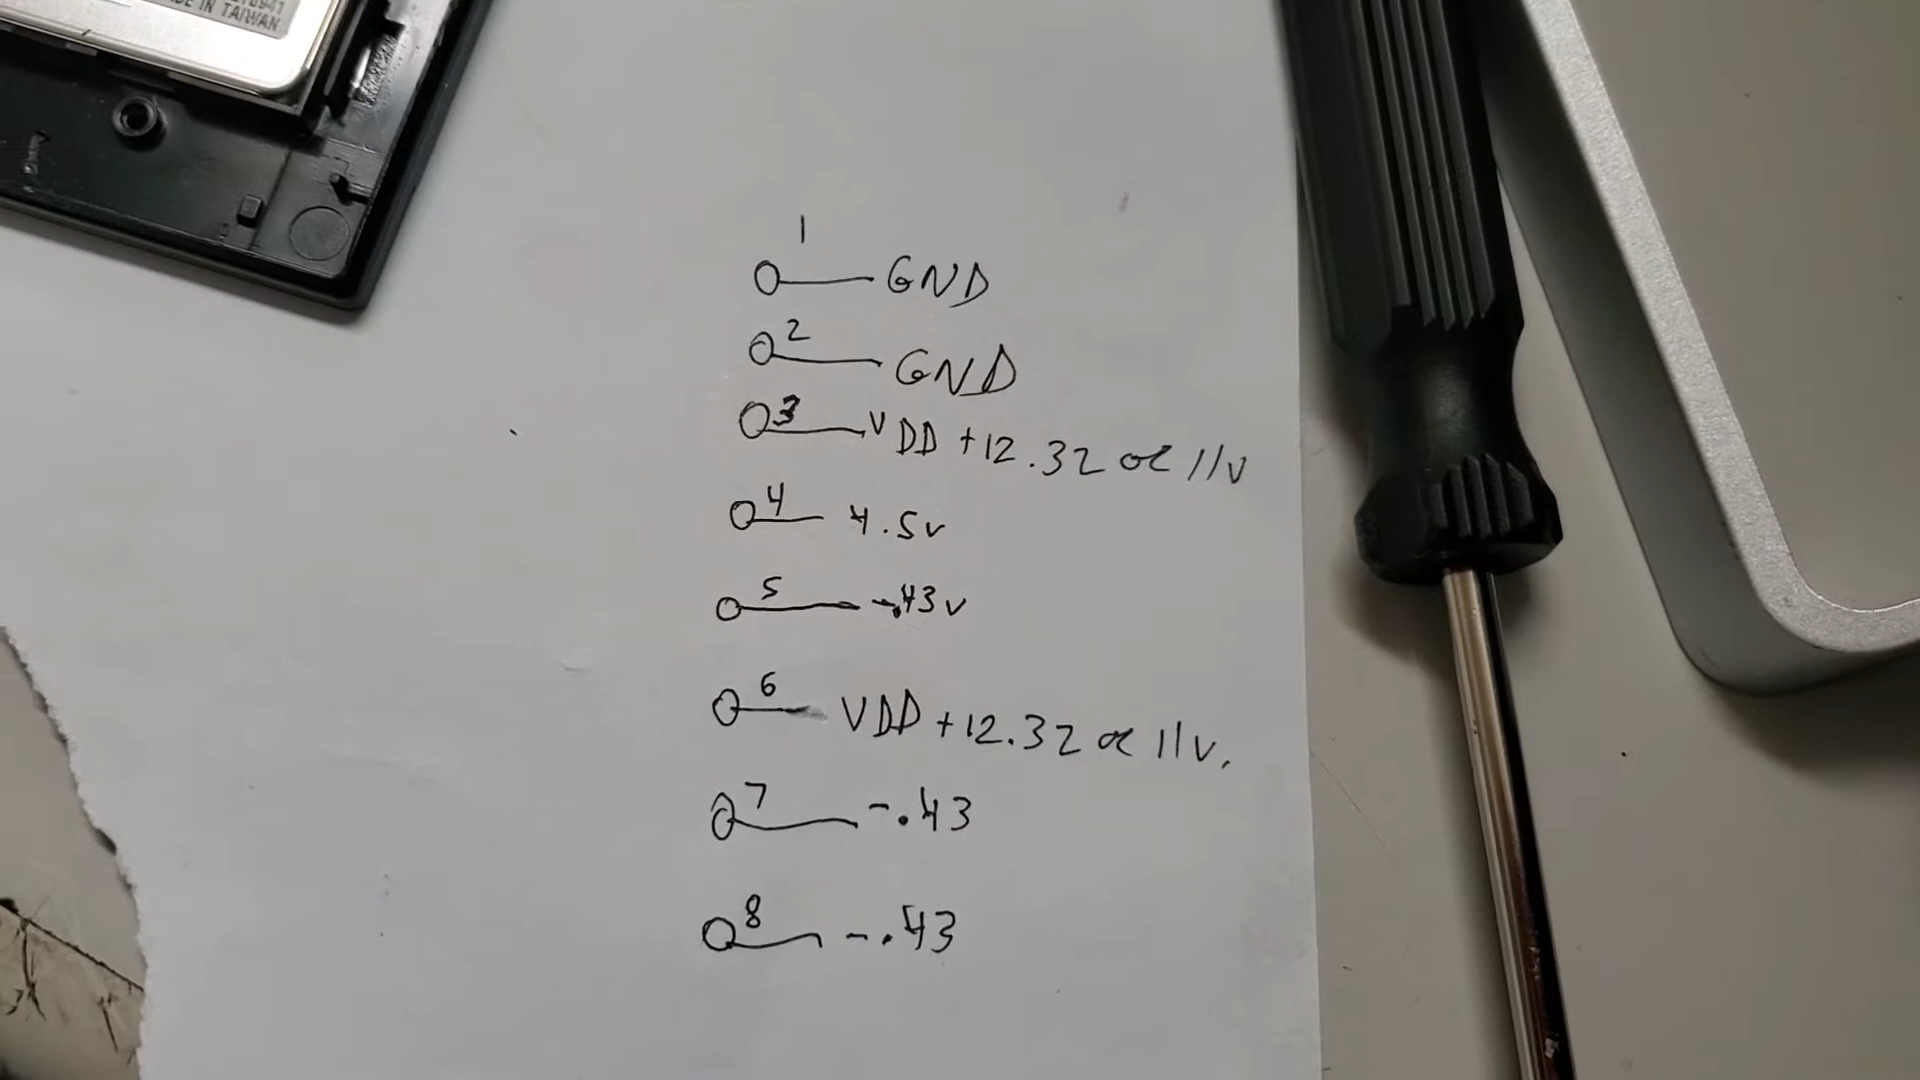 MADE IN TAIWAN
1
GND
2
GND
3 VDD +12.32 or 11v
4 4.5v
5 -.43v
6 VDD +12.32 or 11v.
7 -.43
8 -.43